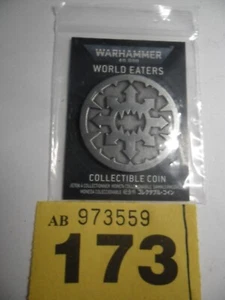 WARHAMMER
40,000
WORLD EATERS
COLLECTIBLE COIN
AB 973559
173